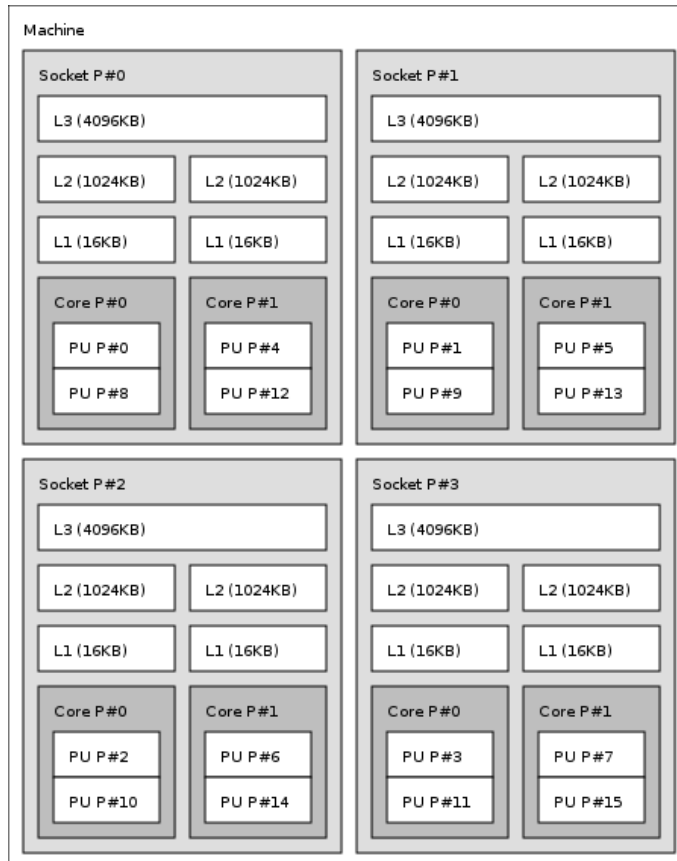 Machine
Socket P#0
L3 (4096KB)
L2 (1024KB) L2 (1024KB)
L1 (16KB) L1 (16KB)
Core P#0 Core P#1
PU P#0 PU P#4
PU P#8 PU P#12
Socket P#1
L3 (4096KB)
L2 (1024KB) L2 (1024KB)
L1 (16KB) L1 (16KB)
Core P#0 Core P#1
PU P#1 PU P#5
PU P#9 PU P#13
Socket P#2
L3 (4096KB)
L2 (1024KB) L2 (1024KB)
L1 (16KB) L1 (16KB)
Core P#0 Core P#1
PU P#2 PU P#6
PU P#10 PU P#14
Socket P#3
L3 (4096KB)
L2 (1024KB) L2 (1024KB)
L1 (16KB) L1 (16KB)
Core P#0 Core P#1
PU P#3 PU P#7
PU P#11 PU P#15